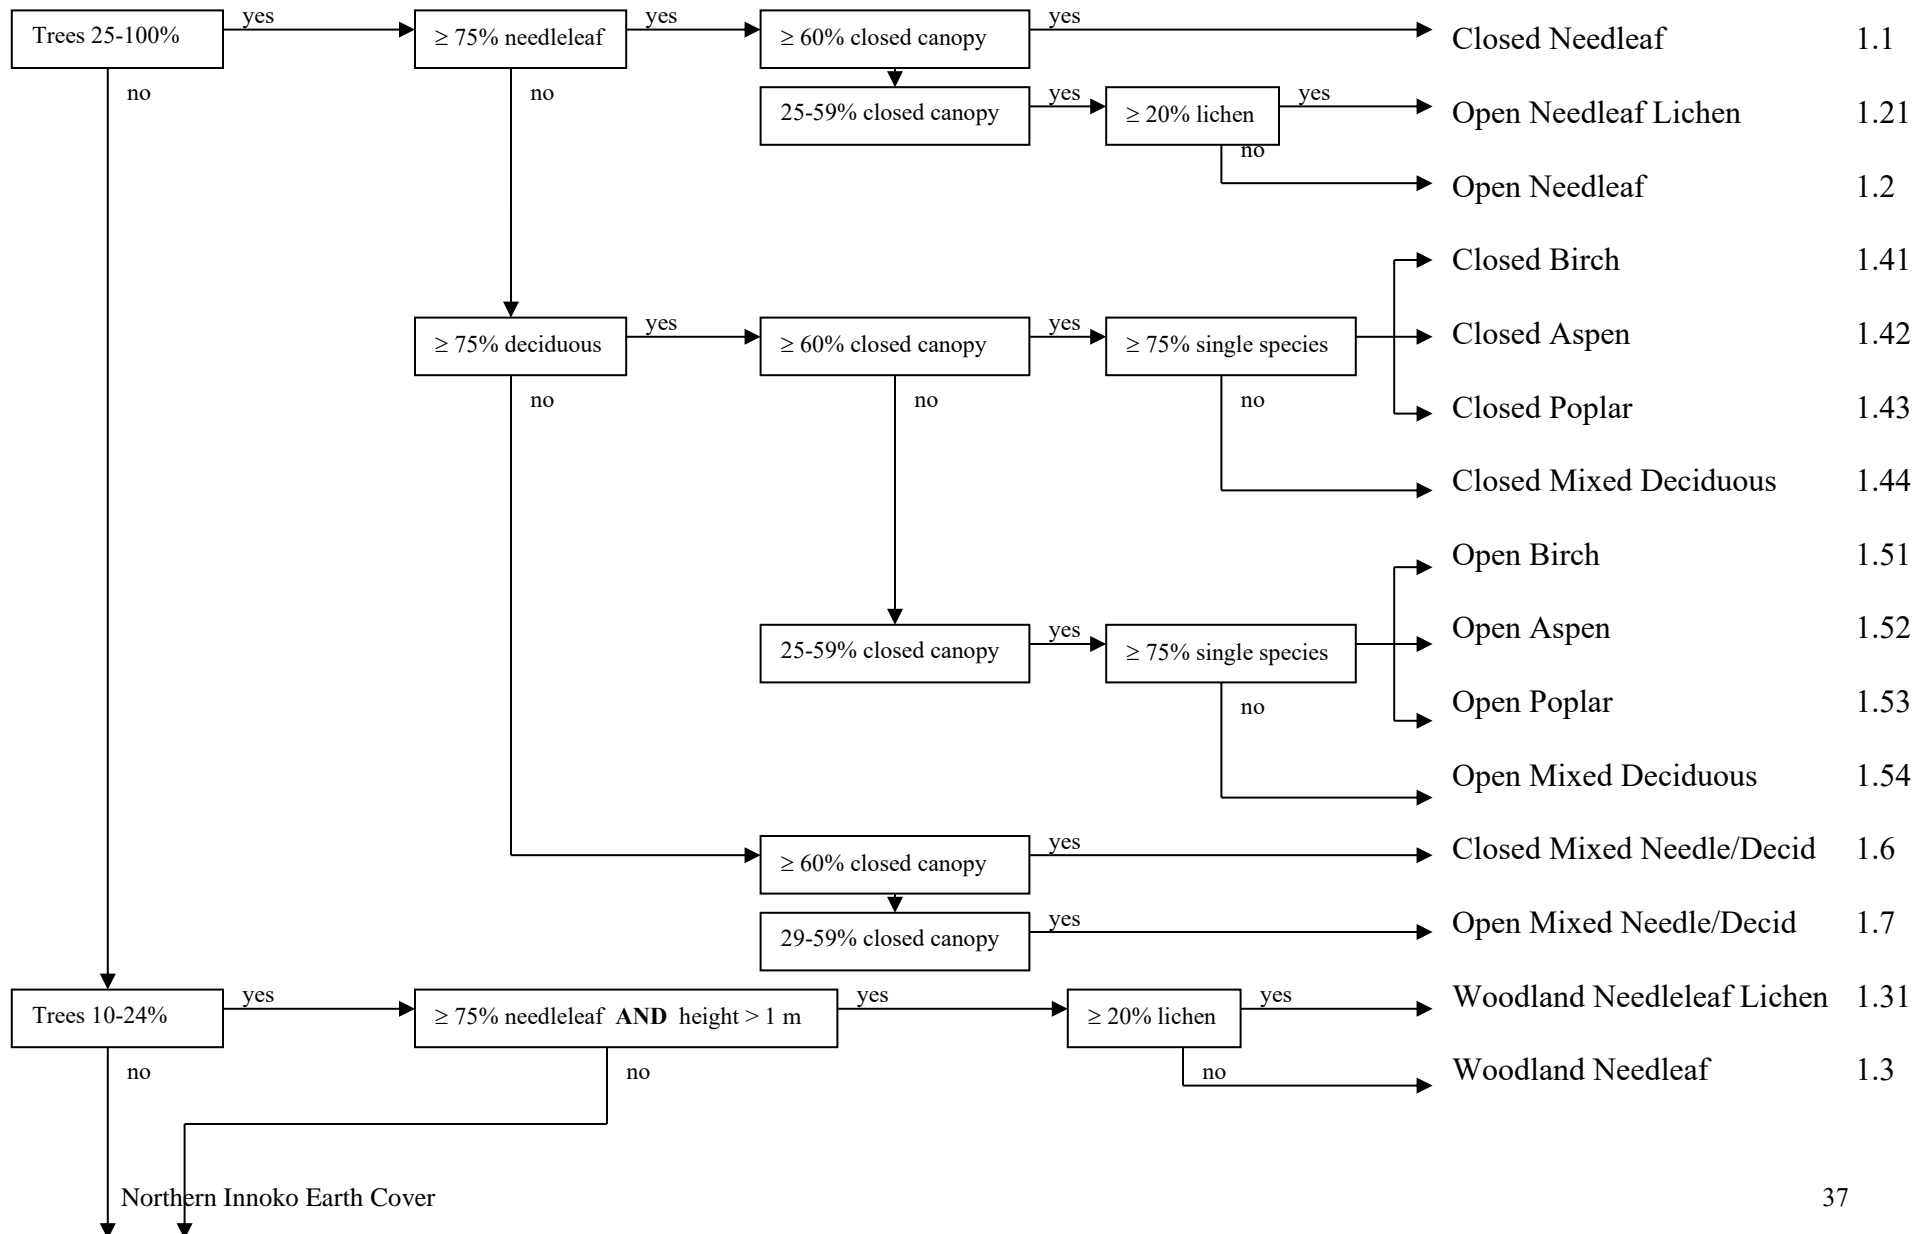 Trees 25-100%
yes
≥ 75% needleleaf
yes
≥ 60% closed canopy
yes
Closed Needleaf 1.1
no
no
25-59% closed canopy
yes
≥ 20% lichen
yes
Open Needleaf Lichen 1.21
no
Open Needleaf 1.2
Closed Birch 1.41
≥ 75% deciduous
yes
≥ 60% closed canopy
yes
≥ 75% single species
Closed Aspen 1.42
no
no
no
Closed Poplar 1.43
Closed Mixed Deciduous 1.44
Open Birch 1.51
25-59% closed canopy
yes
≥ 75% single species
Open Aspen 1.52
no
Open Poplar 1.53
Open Mixed Deciduous 1.54
≥ 60% closed canopy
yes
Closed Mixed Needle/Decid 1.6
29-59% closed canopy
yes
Open Mixed Needle/Decid 1.7
Trees 10-24%
yes
≥ 75% needleleaf AND height > 1 m
yes
≥ 20% lichen
yes
Woodland Needleleaf Lichen 1.31
no
no
no
Woodland Needleaf 1.3
Northern Innoko Earth Cover 37